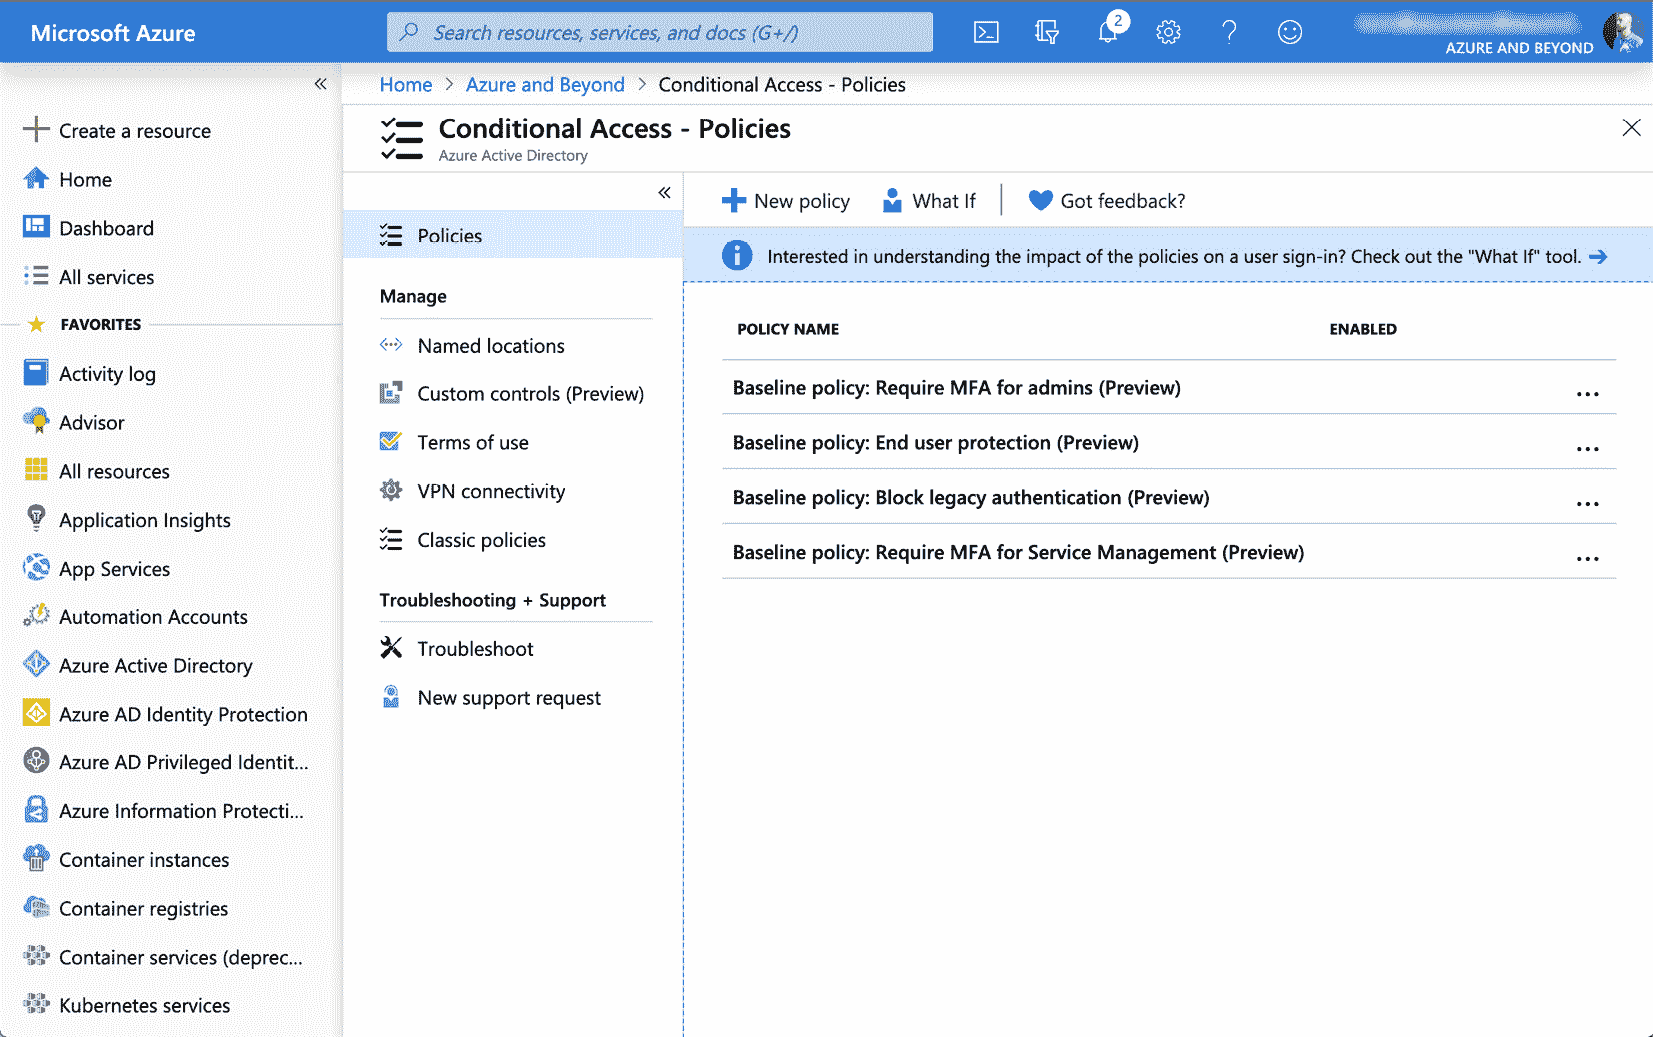 Microsoft Azure
Search resources, services, and docs (G+/)
2
AZURE AND BEYOND
«
Create a resource
Home
Dashboard
All services
FAVORITES
Activity log
Advisor
All resources
Application Insights
App Services
Automation Accounts
Azure Active Directory
Azure AD Identity Protection
Azure AD Privileged Identit...
Azure Information Protecti...
Container instances
Container registries
Container services (deprec...
Kubernetes services
Home > Azure and Beyond > Conditional Access - Policies
Conditional Access - Policies
Azure Active Directory
«
Policies
Manage
Named locations
Custom controls (Preview)
Terms of use
VPN connectivity
Classic policies
Troubleshooting + Support
Troubleshoot
New support request
New policy What If Got feedback?
Interested in understanding the impact of the policies on a user sign-in? Check out the "What If" tool. →
POLICY NAME ENABLED
Baseline policy: Require MFA for admins (Preview) ...
Baseline policy: End user protection (Preview) ...
Baseline policy: Block legacy authentication (Preview) ...
Baseline policy: Require MFA for Service Management (Preview) ...